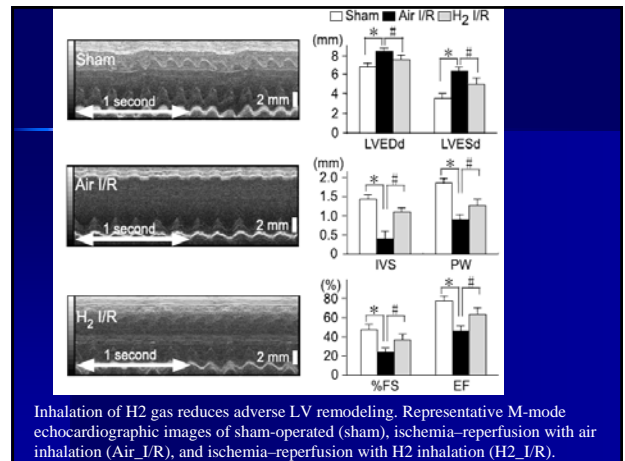 Sham Air I/R H2 I/R
(mm)
Sham
1 second
2 mm
* #
* #
8
6
4
2
0
LVEDd LVESd
Air I/R
1 second
2 mm
(mm)
* #
* #
2.0
1.5
1.0
0.5
0
IVS PW
H2 I/R
1 second
2 mm
(%)
* #
* #
80
60
40
20
0
%FS EF
Inhalation of H2 gas reduces adverse LV remodeling. Representative M-mode
echocardiographic images of sham-operated (sham), ischemia–reperfusion with air
inhalation (Air_I/R), and ischemia–reperfusion with H2 inhalation (H2_I/R).